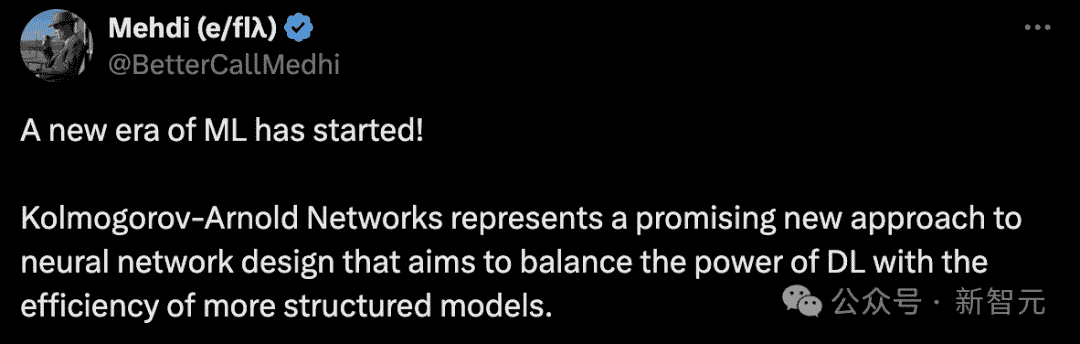 Mehdi (e/flλ)
@BetterCallMedhi
A new era of ML has started!
Kolmogorov-Arnold Networks represents a promising new approach to
neural network design that aims to balance the power of DL with the
efficiency of more structured models.
公众号 · 新智元